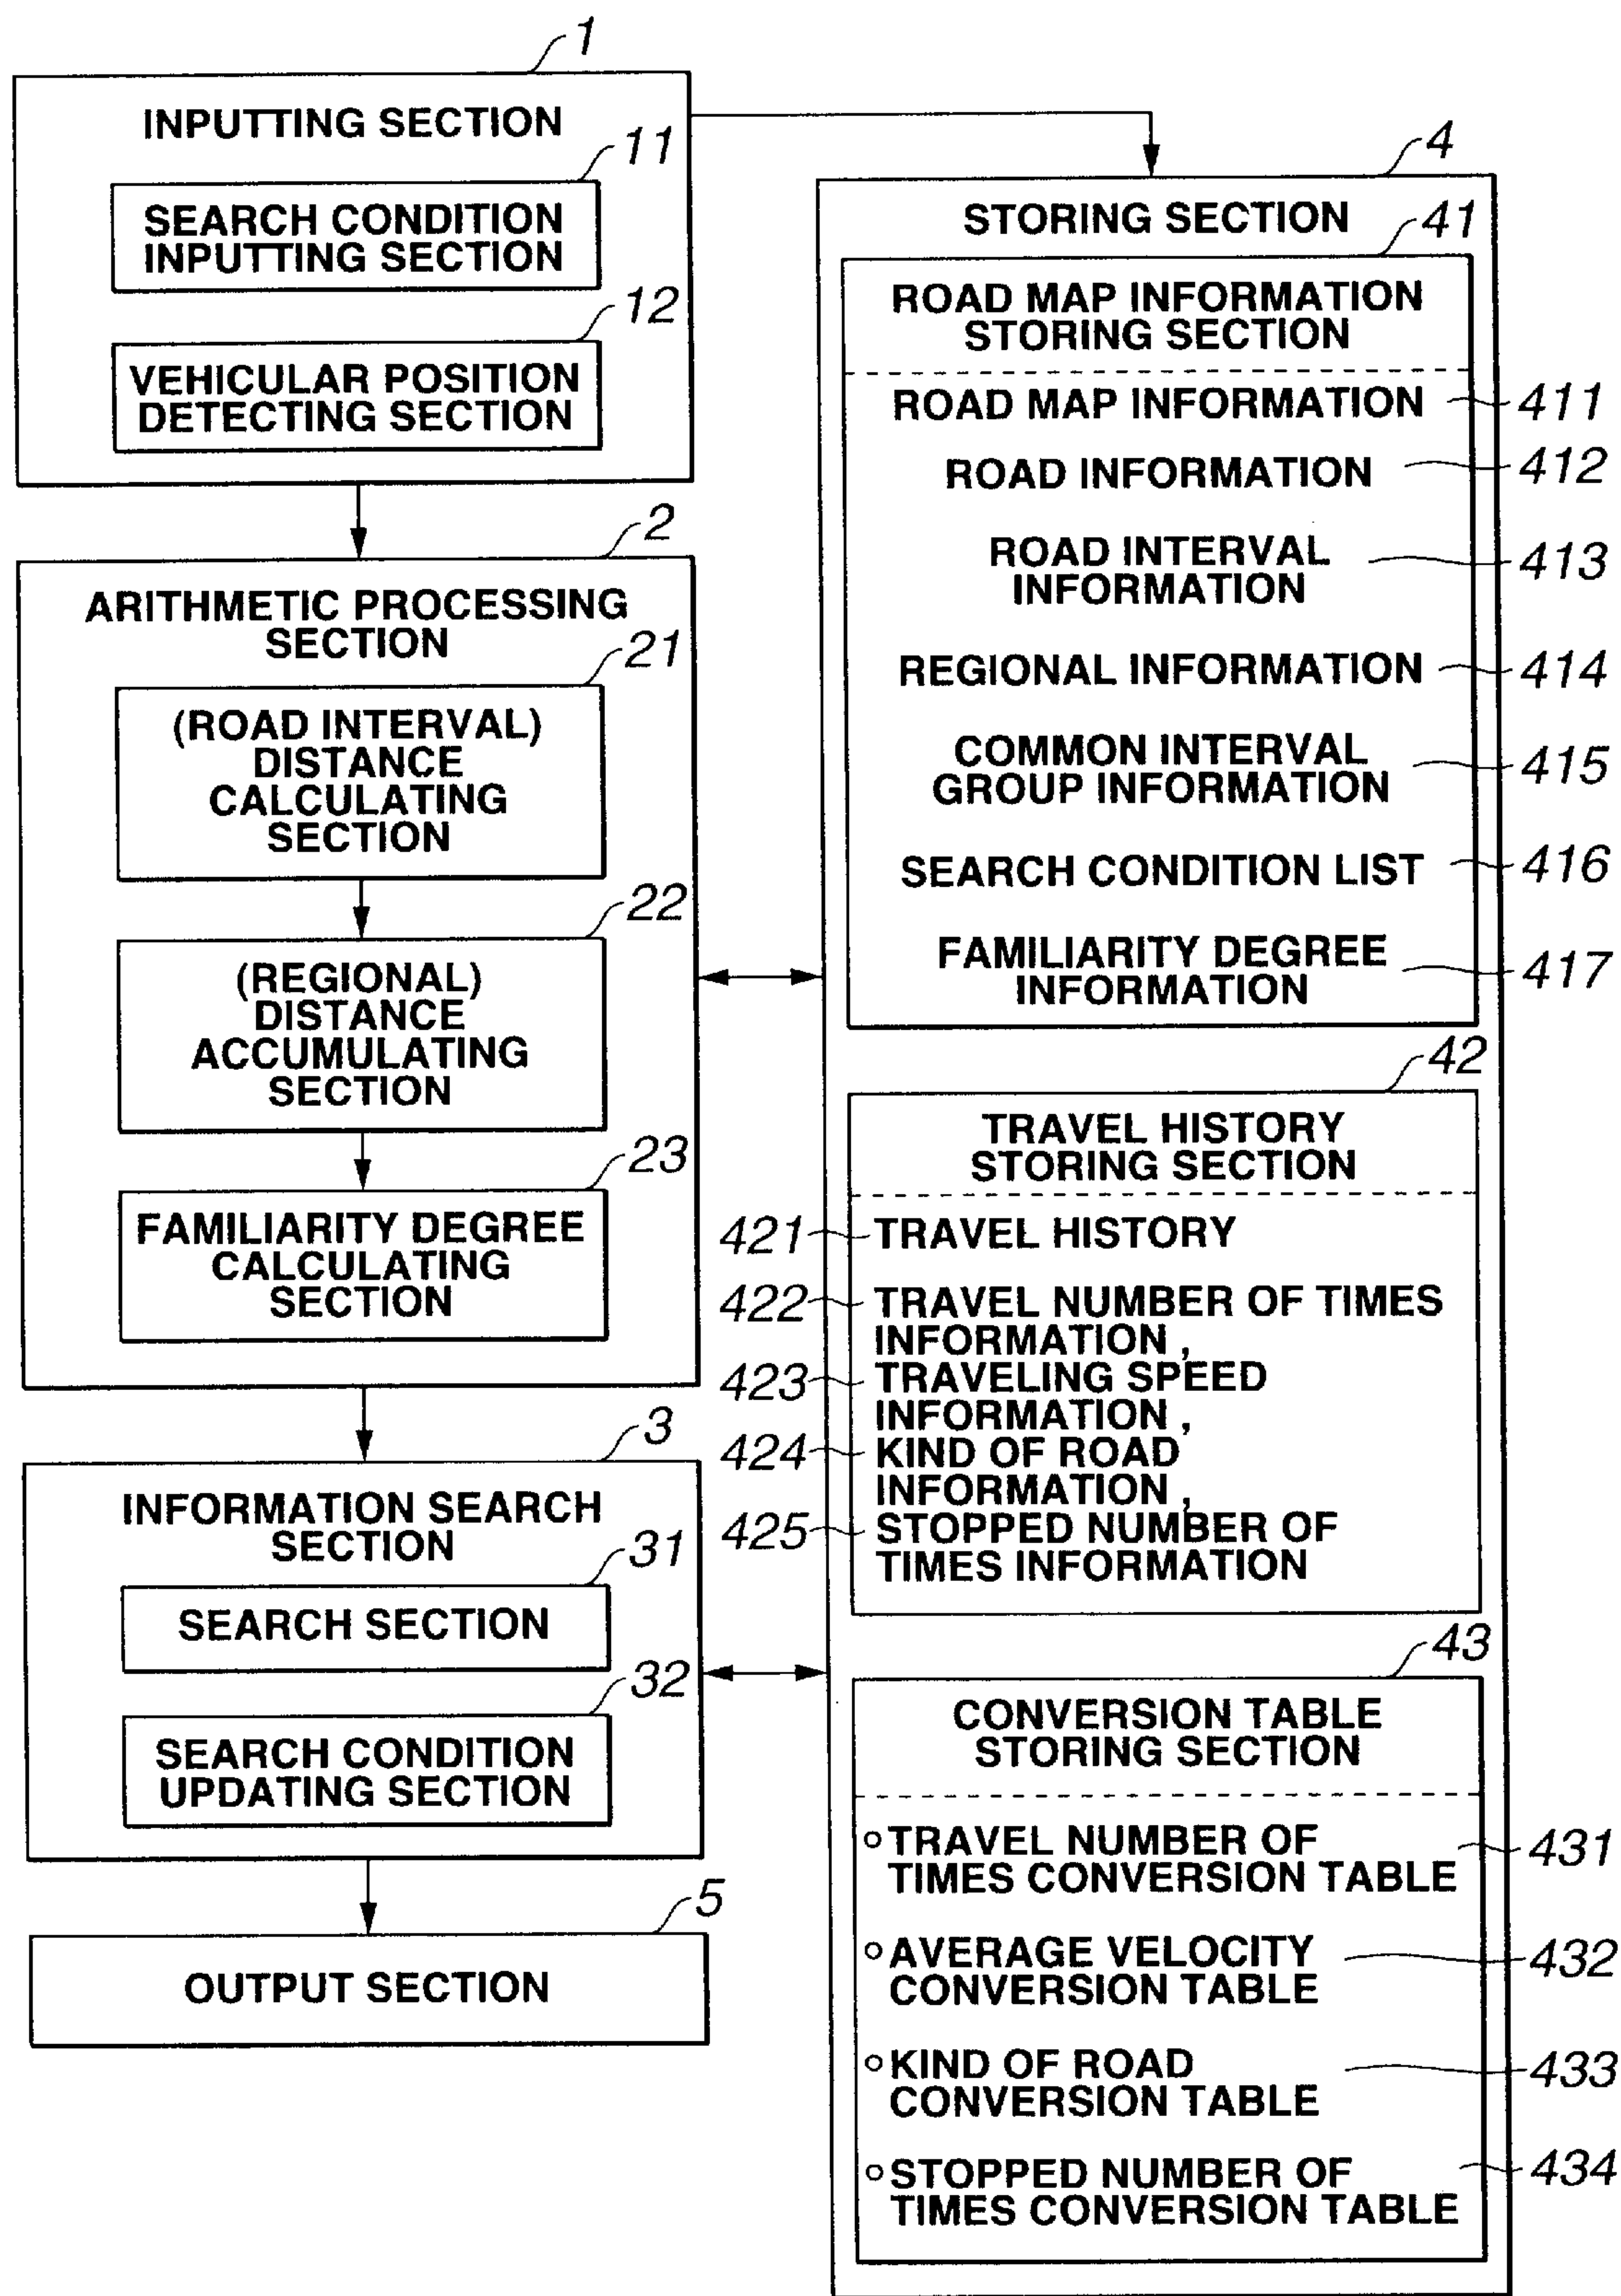 1
INPUTTING SECTION
11
SEARCH CONDITION
INPUTTING SECTION
12
VEHICULAR POSITION
DETECTING SECTION
2
ARITHMETIC PROCESSING
SECTION
21
(ROAD INTERVAL)
DISTANCE
CALCULATING
SECTION
22
(REGIONAL)
DISTANCE
ACCUMULATING
SECTION
23
FAMILIARITY DEGREE
CALCULATING
SECTION
3
INFORMATION SEARCH
SECTION
31
SEARCH SECTION
32
SEARCH CONDITION
UPDATING SECTION
5
OUTPUT SECTION
4
STORING SECTION
41
ROAD MAP INFORMATION
STORING SECTION
ROAD MAP INFORMATION 411
ROAD INFORMATION 412
ROAD INTERVAL
INFORMATION 413
REGIONAL INFORMATION 414
COMMON INTERVAL
GROUP INFORMATION 415
SEARCH CONDITION LIST 416
FAMILIARITY DEGREE
INFORMATION 417
42
TRAVEL HISTORY
STORING SECTION
421 TRAVEL HISTORY
422 TRAVEL NUMBER OF TIMES
INFORMATION ,
423 TRAVELING SPEED
INFORMATION ,
424 KIND OF ROAD
INFORMATION ,
425 STOPPED NUMBER OF
TIMES INFORMATION
43
CONVERSION TABLE
STORING SECTION
○ TRAVEL NUMBER OF
TIMES CONVERSION TABLE 431
○ AVERAGE VELOCITY
CONVERSION TABLE 432
○ KIND OF ROAD
CONVERSION TABLE 433
○ STOPPED NUMBER OF
TIMES CONVERSION TABLE 434